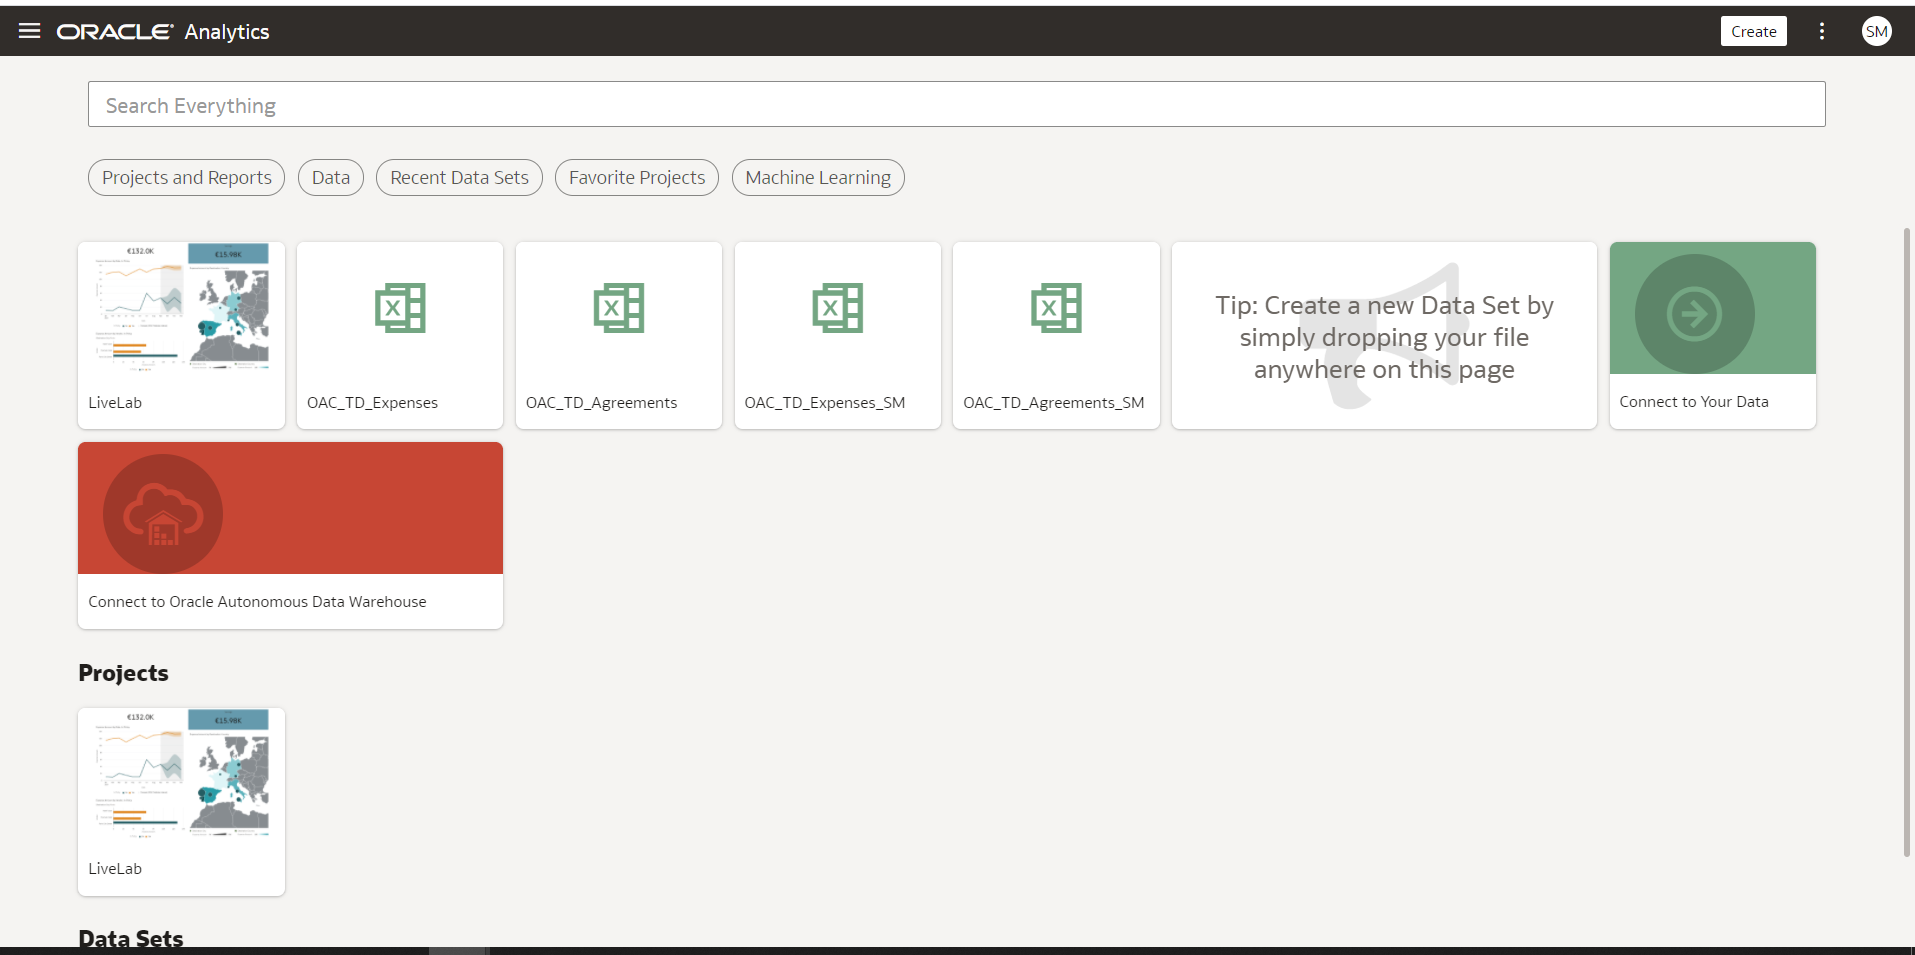 ORACLE Analytics
Create
SM
Search Everything
Projects and Reports
Data
Recent Data Sets
Favorite Projects
Machine Learning
€132.0K
€15.98K
LiveLab
X
OAC_TD_Expenses
X
OAC_TD_Agreements
X
OAC_TD_Expenses_SM
X
OAC_TD_Agreements_SM
Tip: Create a new Data Set by
simply dropping your file
anywhere on this page
Connect to Your Data
Connect to Oracle Autonomous Data Warehouse
Projects
€132.0K
€15.98K
LiveLab
Data Sets